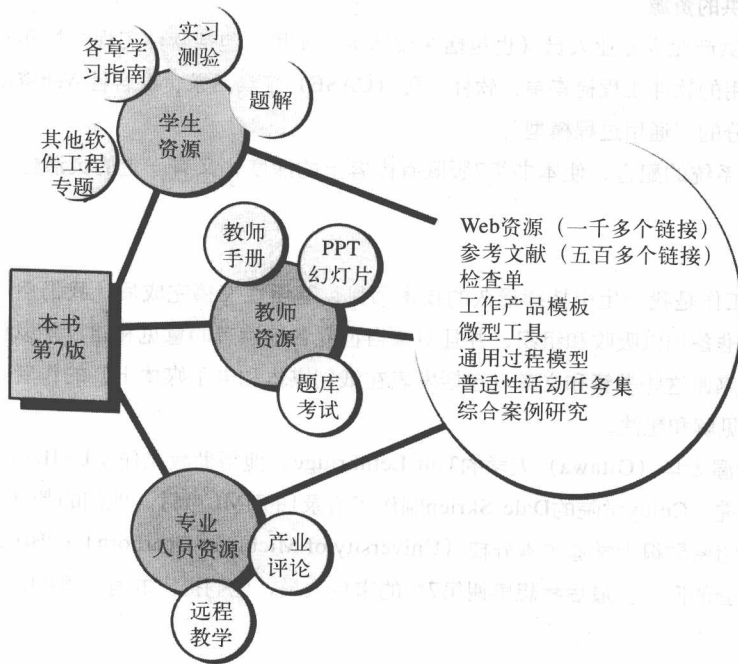 供的资源
实习
测验
各章学
习指南
题解
学生
资源
其他软
件工程
专题
本书
第7版
教师
手册
PPT
幻灯片
教师
资源
题库
考试
专业
人员资源
产业
评论
远程
教学
Web资源（一千多个链接）
参考文献（五百多个链接）
检查单
工作产品模板
微型工具
通用过程模型
普适性活动任务集
综合案例研究